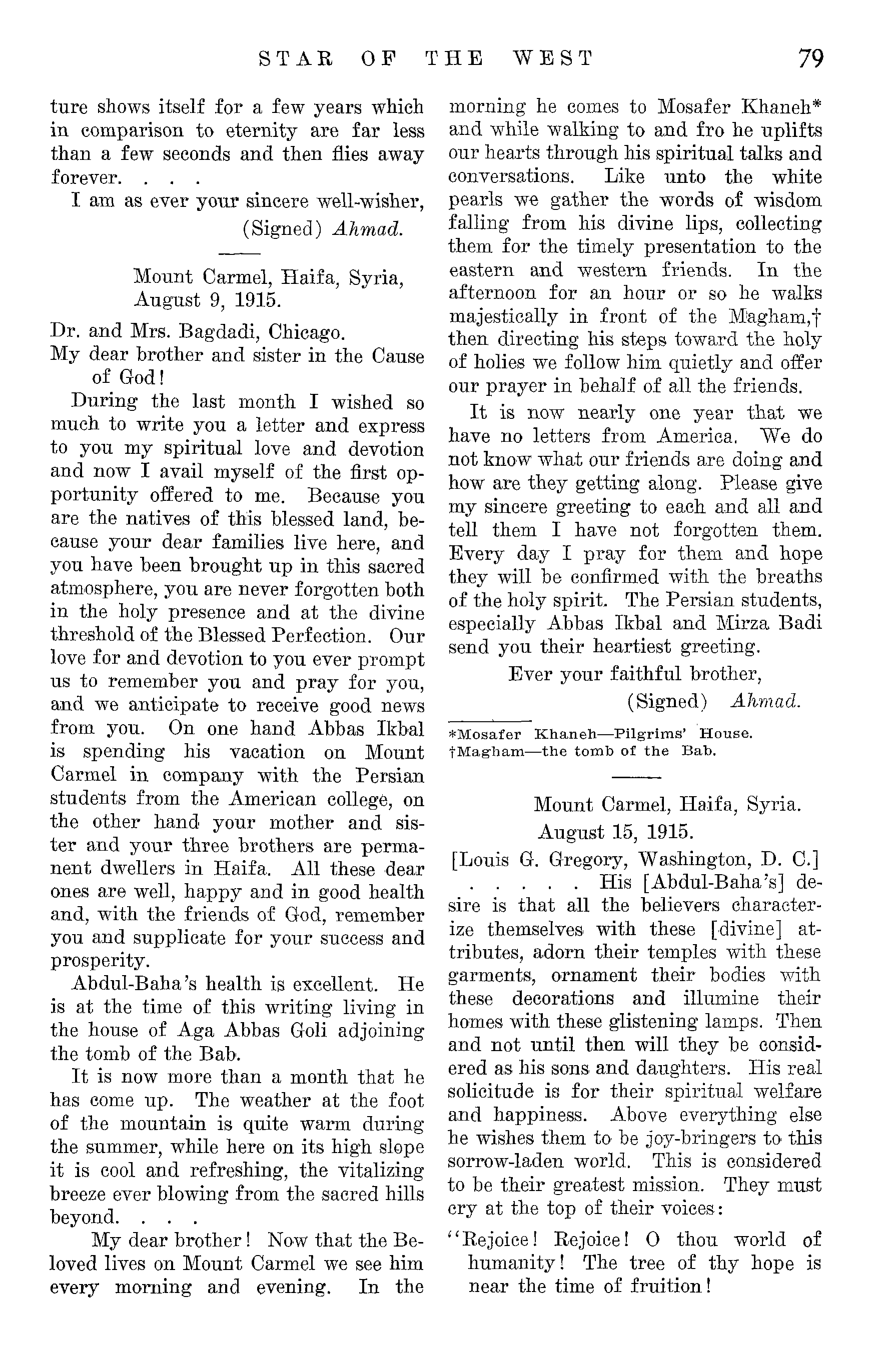 STAR OF THE WEST 79
ture shows itself for a few years which
in comparison to eternity are far less
than a few seconds and then flies away
forever. . . .
I am as ever your sincere well-wisher,
(Signed) Ahmad.
Mount Carmel, Haifa, Syria,
August 9, 1915.
Dr. and Mrs. Bagdadi, Chicago.
My dear brother and sister in the Cause
of God!
During the last month I wished so
much to write you a letter and express
to you my spiritual love and devotion
and now I avail myself of the first op-
portunity offered to me. Because you
are the natives of this blessed land, be-
cause your dear families live here, and
you have been brought up in this sacred
atmosphere, you are never forgotten both
in the holy presence and at the divine
threshold of the Blessed Perfection. Our
love for and devotion to you ever prompt
us to remember you and pray for you,
and we anticipate to receive good news
from you. On one hand Abbas Ikbal
is spending his vacation on Mount
Carmel in company with the Persian
students from the American college, on
the other hand your mother and sis-
ter and your three brothers are perma-
nent dwellers in Haifa. All these dear
ones are well, happy and in good health
and, with the friends of God, remember
you and supplicate for your success and
prosperity.
Abdul-Baha's health is excellent. He
is at the time of this writing living in
the house of Aga Abbas Goli adjoining
the tomb of the Bab.
It is now more than a month that he
has come up. The weather at the foot
of the mountain is quite warm during
the summer, while here on its high slope
it is cool and refreshing, the vitalizing
breeze ever blowing from the sacred hills
beyond. . . .
My dear brother! Now that the Be-
loved lives on Mount Carmel we see him
every morning and evening. In the
morning he comes to Mosafer Khaneh*
and while walking to and fro he uplifts
our hearts through his spiritual talks and
conversations. Like unto the white
pearls we gather the words of wisdom
falling from his divine lips, collecting
them for the timely presentation to the
eastern and western friends. In the
afternoon for an hour or so he walks
majestically in front of the Magham,†
then directing his steps toward the holy
of holies we follow him quietly and offer
our prayer in behalf of all the friends.
It is now nearly one year that we
have no letters from America. We do
not know what our friends are doing and
how are they getting along. Please give
my sincere greeting to each and all and
tell them I have not forgotten them.
Every day I pray for them and hope
they will be confirmed with the breaths
of the holy spirit. The Persian students,
especially Abbas Ikbal and Mirza Badi
send you their heartiest greeting.
Ever your faithful brother,
(Signed) Ahmad.
*Mosafer Khaneh—Pilgrims' House.
†Magham—the tomb of the Bab.
Mount Carmel, Haifa, Syria.
August 15, 1915.
[Louis G. Gregory, Washington, D. C.]
. . . . . His [Abdul-Baha's] de-
sire is that all the believers character-
ize themselves with these [divine] at-
tributes, adorn their temples with these
garments, ornament their bodies with
these decorations and illumine their
homes with these glistening lamps. Then
and not until then will they be consid-
ered as his sons and daughters. His real
solicitude is for their spiritual welfare
and happiness. Above everything else
he wishes them to be joy-bringers to this
sorrow-laden world. This is considered
to be their greatest mission. They must
cry at the top of their voices:
"Rejoice! Rejoice! O thou world of
humanity! The tree of thy hope is
near the time of fruition!